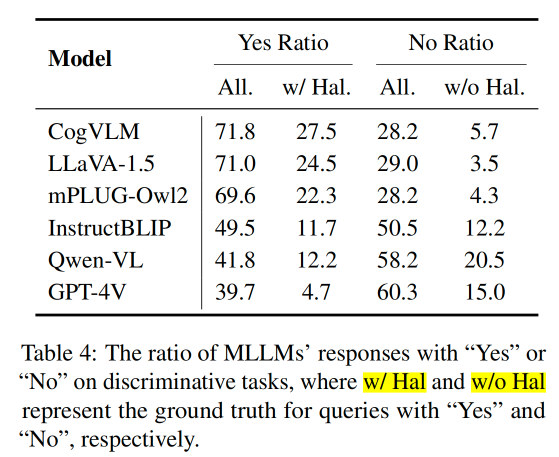 Model Yes Ratio No Ratio
All. w/ Hal. All. w/o Hal.
CogVLM 71.8 27.5 28.2 5.7
LLaVA-1.5 71.0 24.5 29.0 3.5
mPLUG-Owl2 69.6 22.3 28.2 4.3
InstructBLIP 49.5 11.7 50.5 12.2
Qwen-VL 41.8 12.2 58.2 20.5
GPT-4V 39.7 4.7 60.3 15.0
Table 4: The ratio of MLLMs’ responses with “Yes” or
“No” on discriminative tasks, where w/ Hal and w/o Hal
represent the ground truth for queries with “Yes” and
“No”, respectively.